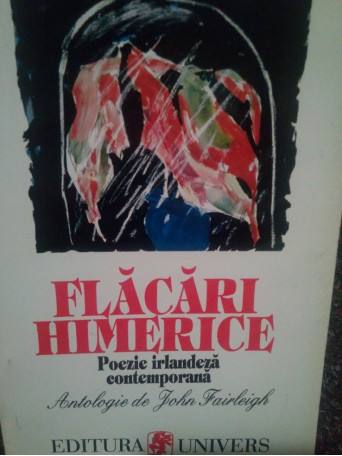 FLĂCĂRI
HIMERICE
Poezie irlandeză
contemporană
Antologie de John Fairleigh
EDITURA UNIVERS